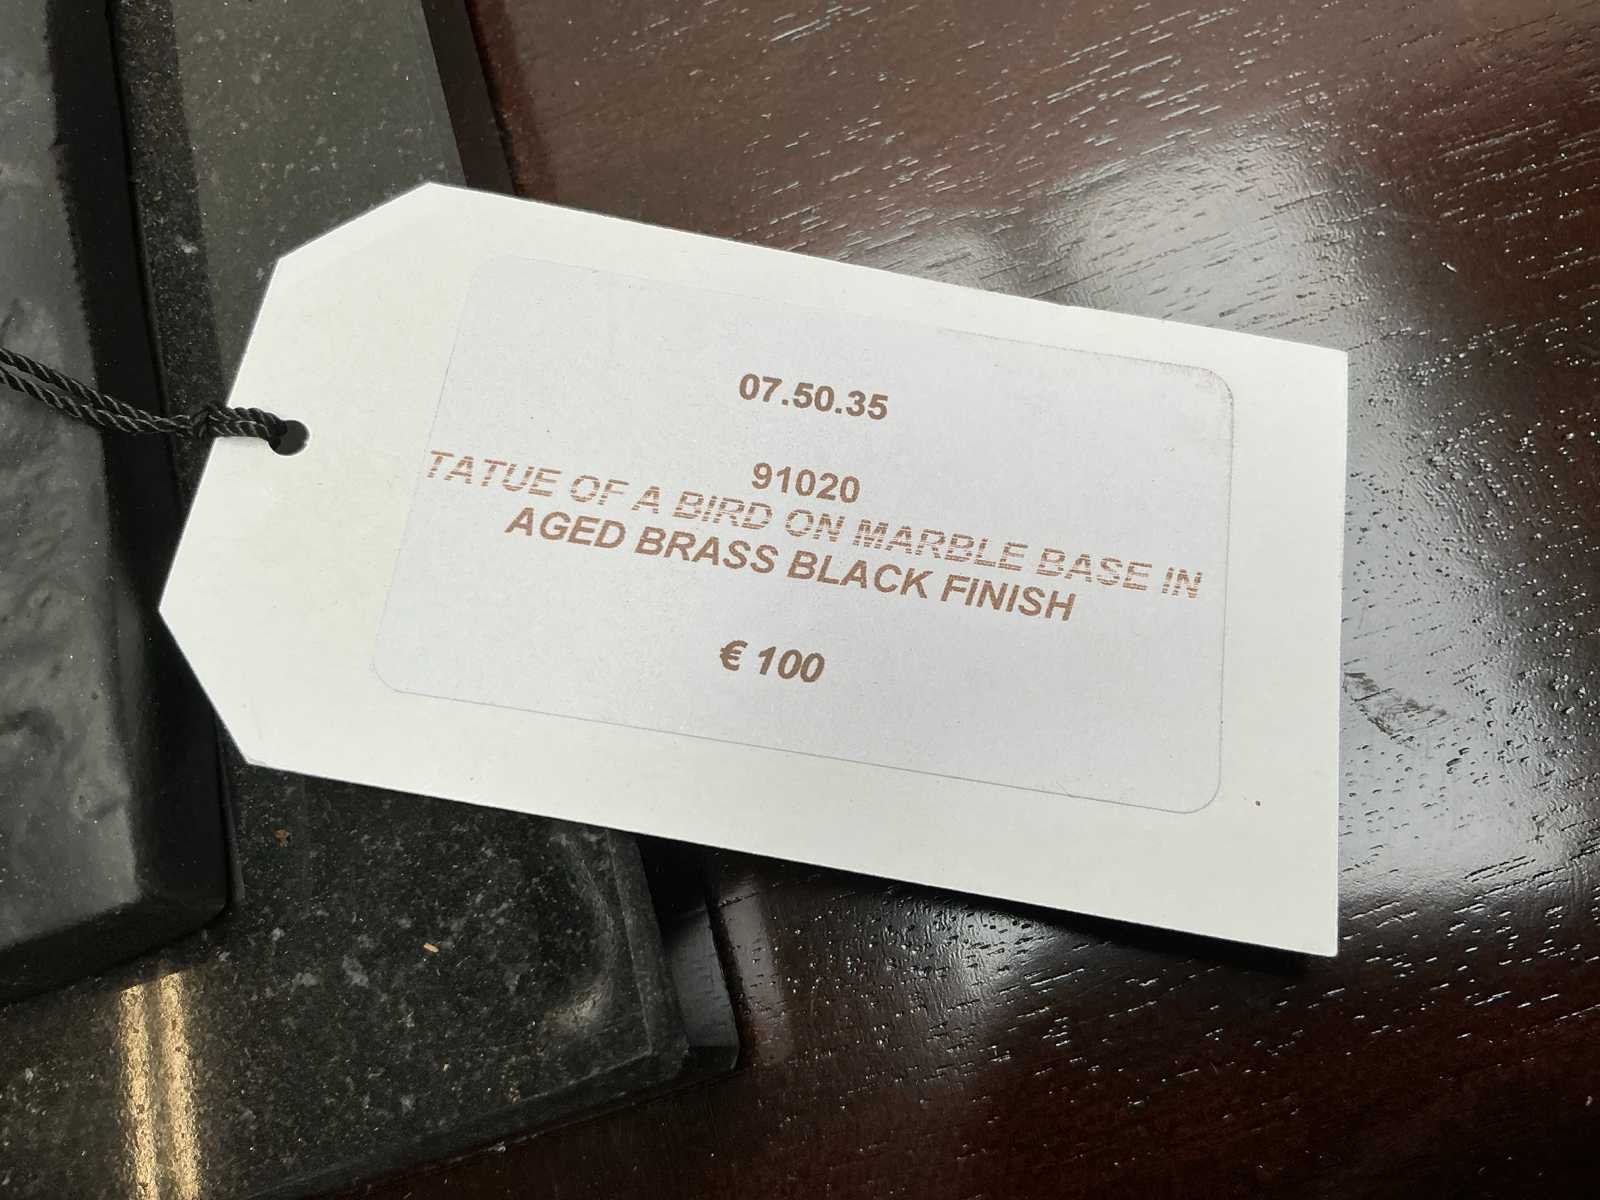 07.50.35
91020
TATUE OF A BIRD ON MARBLE BASE IN
AGED BRASS BLACK FINISH
€ 100